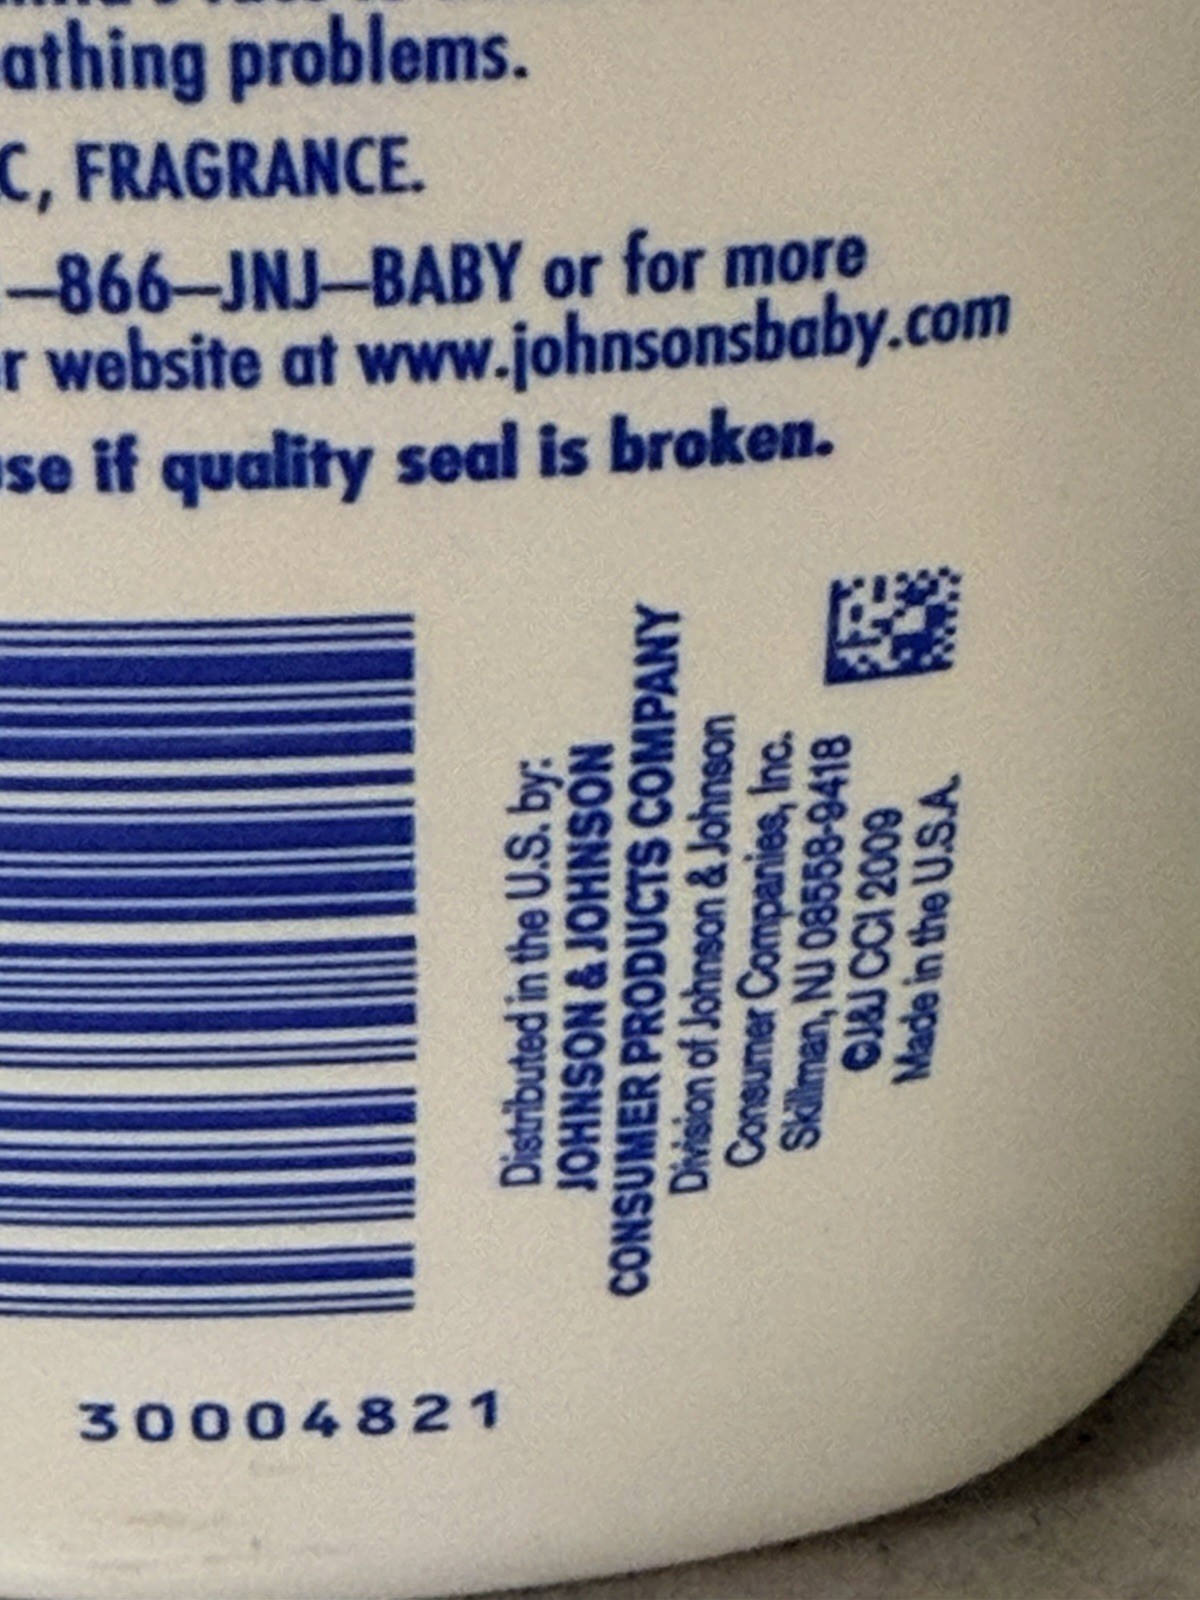 athing problems.
C, FRAGRANCE.
–866–JNJ–BABY or for more
r website at www.johnsonsbaby.com
se if quality seal is broken.
Distributed in the U.S. by:
JOHNSON & JOHNSON
CONSUMER PRODUCTS COMPANY
Division of Johnson & Johnson
Consumer Companies, Inc.
Skillman, NJ 08558-9418
©J&J CCI 2009
Made in the U.S.A.
30004821